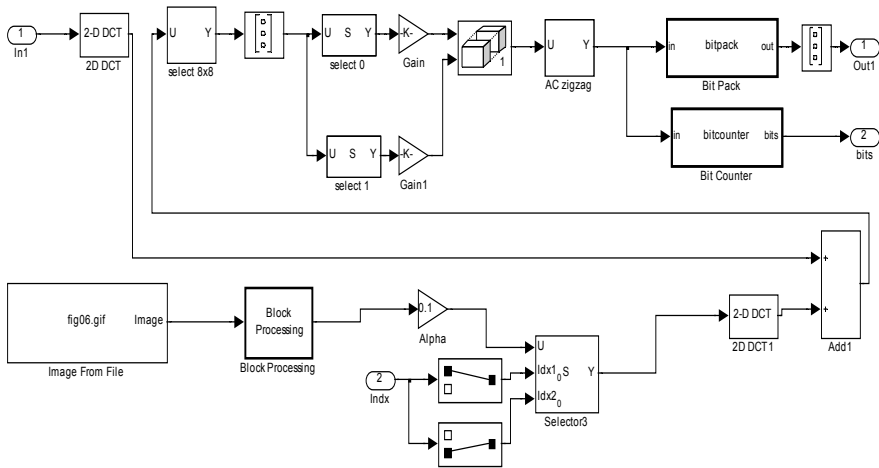 1
In1
2-D DCT
2D DCT
U Y
select 8x8
U S Y
select 0
-K-
Gain
1
U Y
AC zigzag
in bitpack out
Bit Pack
1
Out1
U S Y
select 1
-K-
Gain1
in bitcounter bits
Bit Counter
2
bits
fig06.gif Image
Image From File
Block
Processing
Block Processing
0.1
Alpha
2
Indx
U
Idx1 0 S Y
Idx2 0
Selector3
2-D DCT
2D DCT1
+
+
Add1